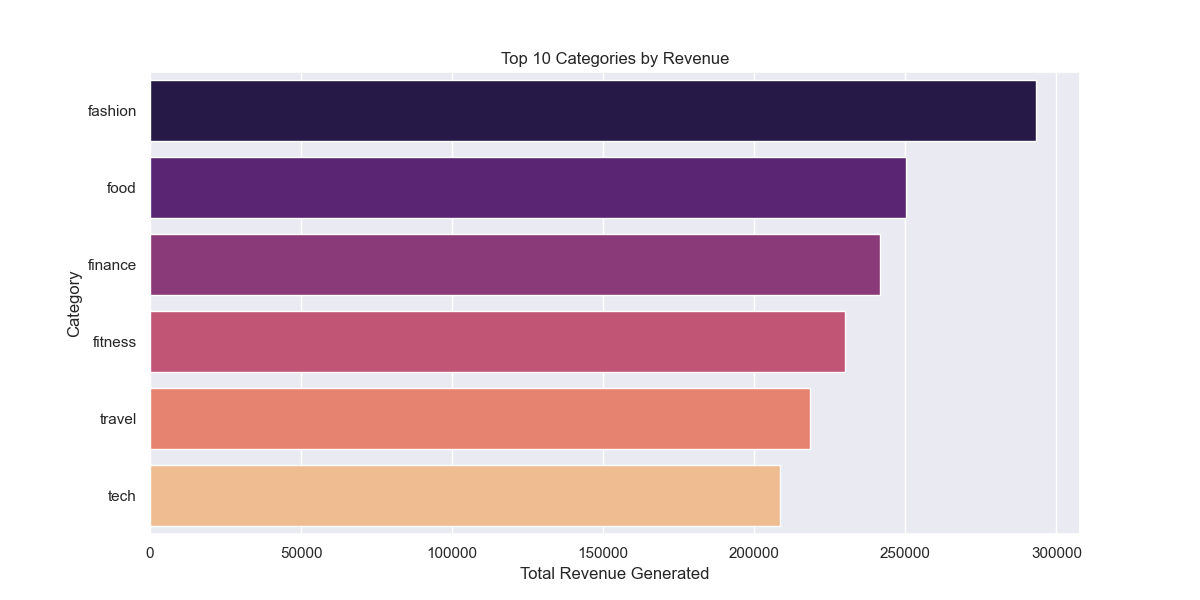 Top 10 Categories by Revenue
fashion
food
finance
fitness
travel
tech
Category
0 50000 100000 150000 200000 250000 300000
Total Revenue Generated